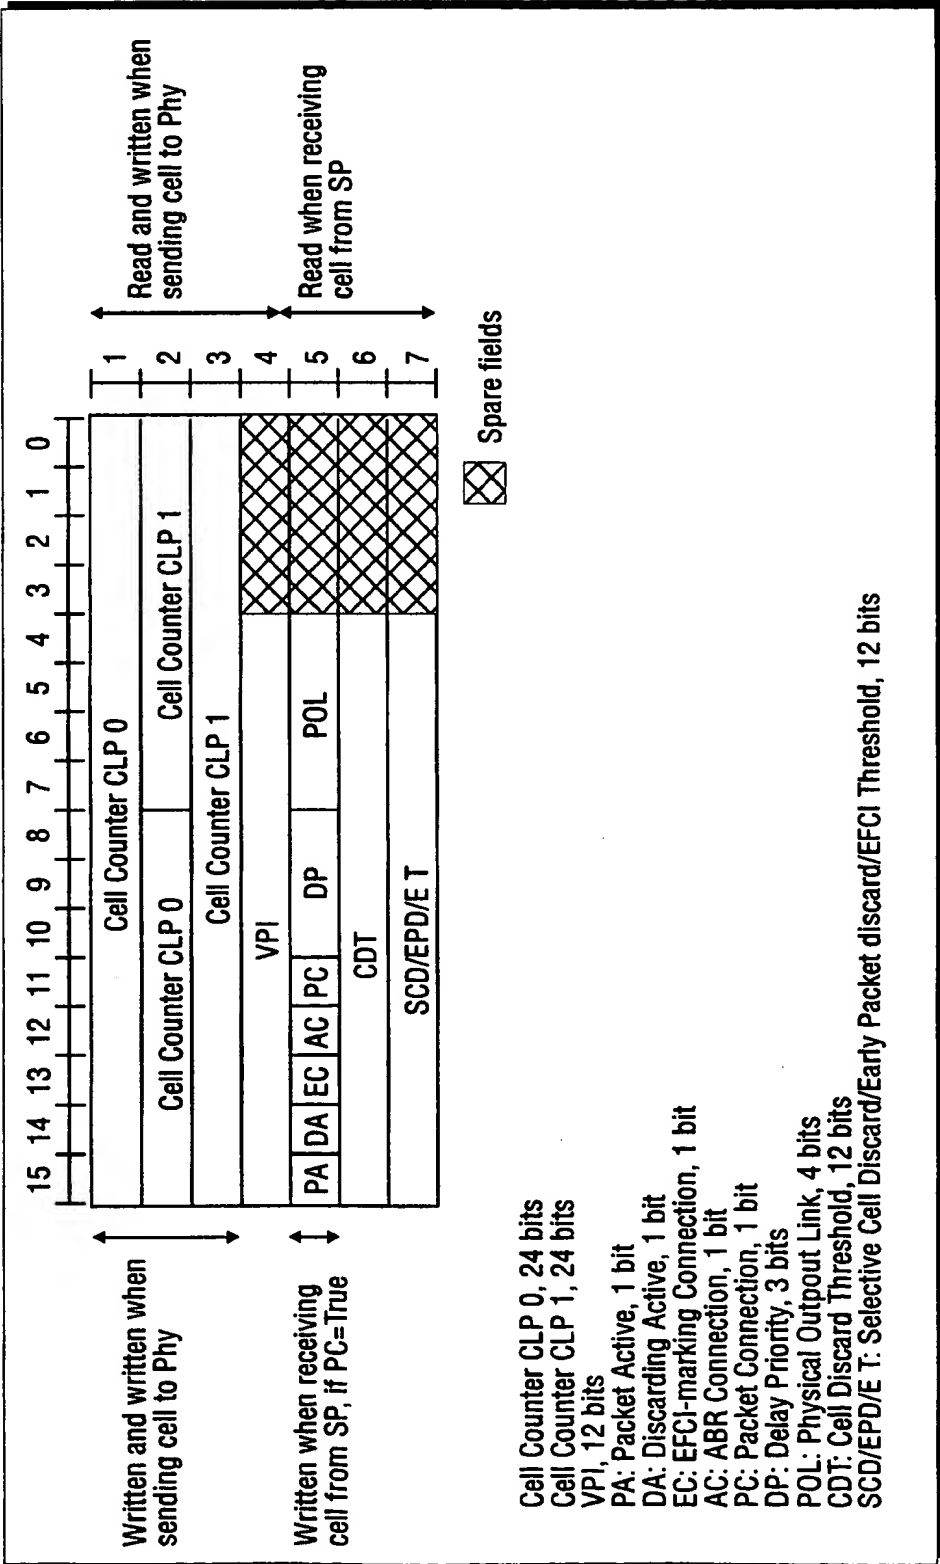 15 14 13 12 11 10 9 8 7 6 5 4 3 2 1 0
Written and written when
sending cell to Phy
Written when receiving
cell from SP, if PC=True
Cell Counter CLP 0
Cell Counter CLP 0 Cell Counter CLP 1
Cell Counter CLP 1
VPI
PA DA EC AC PC DP POL
CDT
SCD/EPD/E T
1
2
3
4
5
6
7
Read and written when
sending cell to Phy
Read when receiving
cell from SP
Spare fields
Cell Counter CLP 0, 24 bits
Cell Counter CLP 1, 24 bits
VPI, 12 bits
PA: Packet Active, 1 bit
DA: Discarding Active, 1 bit
EC: EFCI-marking Connection, 1 bit
AC: ABR Connection, 1 bit
PC: Packet Connection, 1 bit
DP: Delay Priority, 3 bits
POL: Physical Outpout Link, 4 bits
CDT: Cell Discard Threshold, 12 bits
SCD/EPD/E T: Selective Cell Discard/Early Packet discard/EFCI Threshold, 12 bits